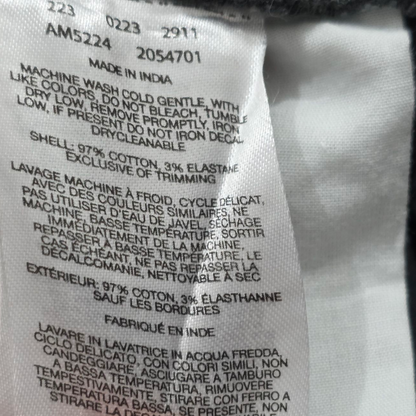 223 0223 2911
AM5224 2054701
MADE IN INDIA
MACHINE WASH COLD GENTLE, WITH
LIKE COLORS, DO NOT BLEACH, TUMBLE
DRY LOW, REMOVE PROMPTLY, IRON
LOW, IF PRESENT DO NOT IRON DECAL
DRYCLEANABLE
SHELL: 97% COTTON, 3% ELASTANE
EXCLUSIVE OF TRIMMING
LAVAGE MACHINE À FROID, CYCLE DÉLICAT,
AVEC DES COULEURS SIMILAIRES, NE
PAS UTILISER D'EAU DE JAVEL, SÉCHAGE
MACHINE, BASSE TEMPÉRATURE, SORTIR
IMMÉDIATEMENT DE LA MACHINE,
REPASSER À BASSE TEMPÉRATURE, LE
CAS ÉCHÉANT, NE PAS REPASSER LA
DÉCALCOMANIE, NETTOYABLE À SEC
EXTÉRIEUR: 97% COTON, 3% ÉLASTHANNE
SAUF LES BORDURES
FABRIQUÉ EN INDE
LAVARE IN LAVATRICE IN ACQUA FREDDA,
CICLO DELICATO, CON COLORI SIMILI, NON
CANDEGGIARE, ASCIUGARE A TAMBURO
A BASSA TEMPERATURA, RIMUOVERE
TEMPESTIVAMENTE, STIRARE CON FERRO A
TEMPERATURA BASSA, SE PRESENTE, NON
STIRARE LA